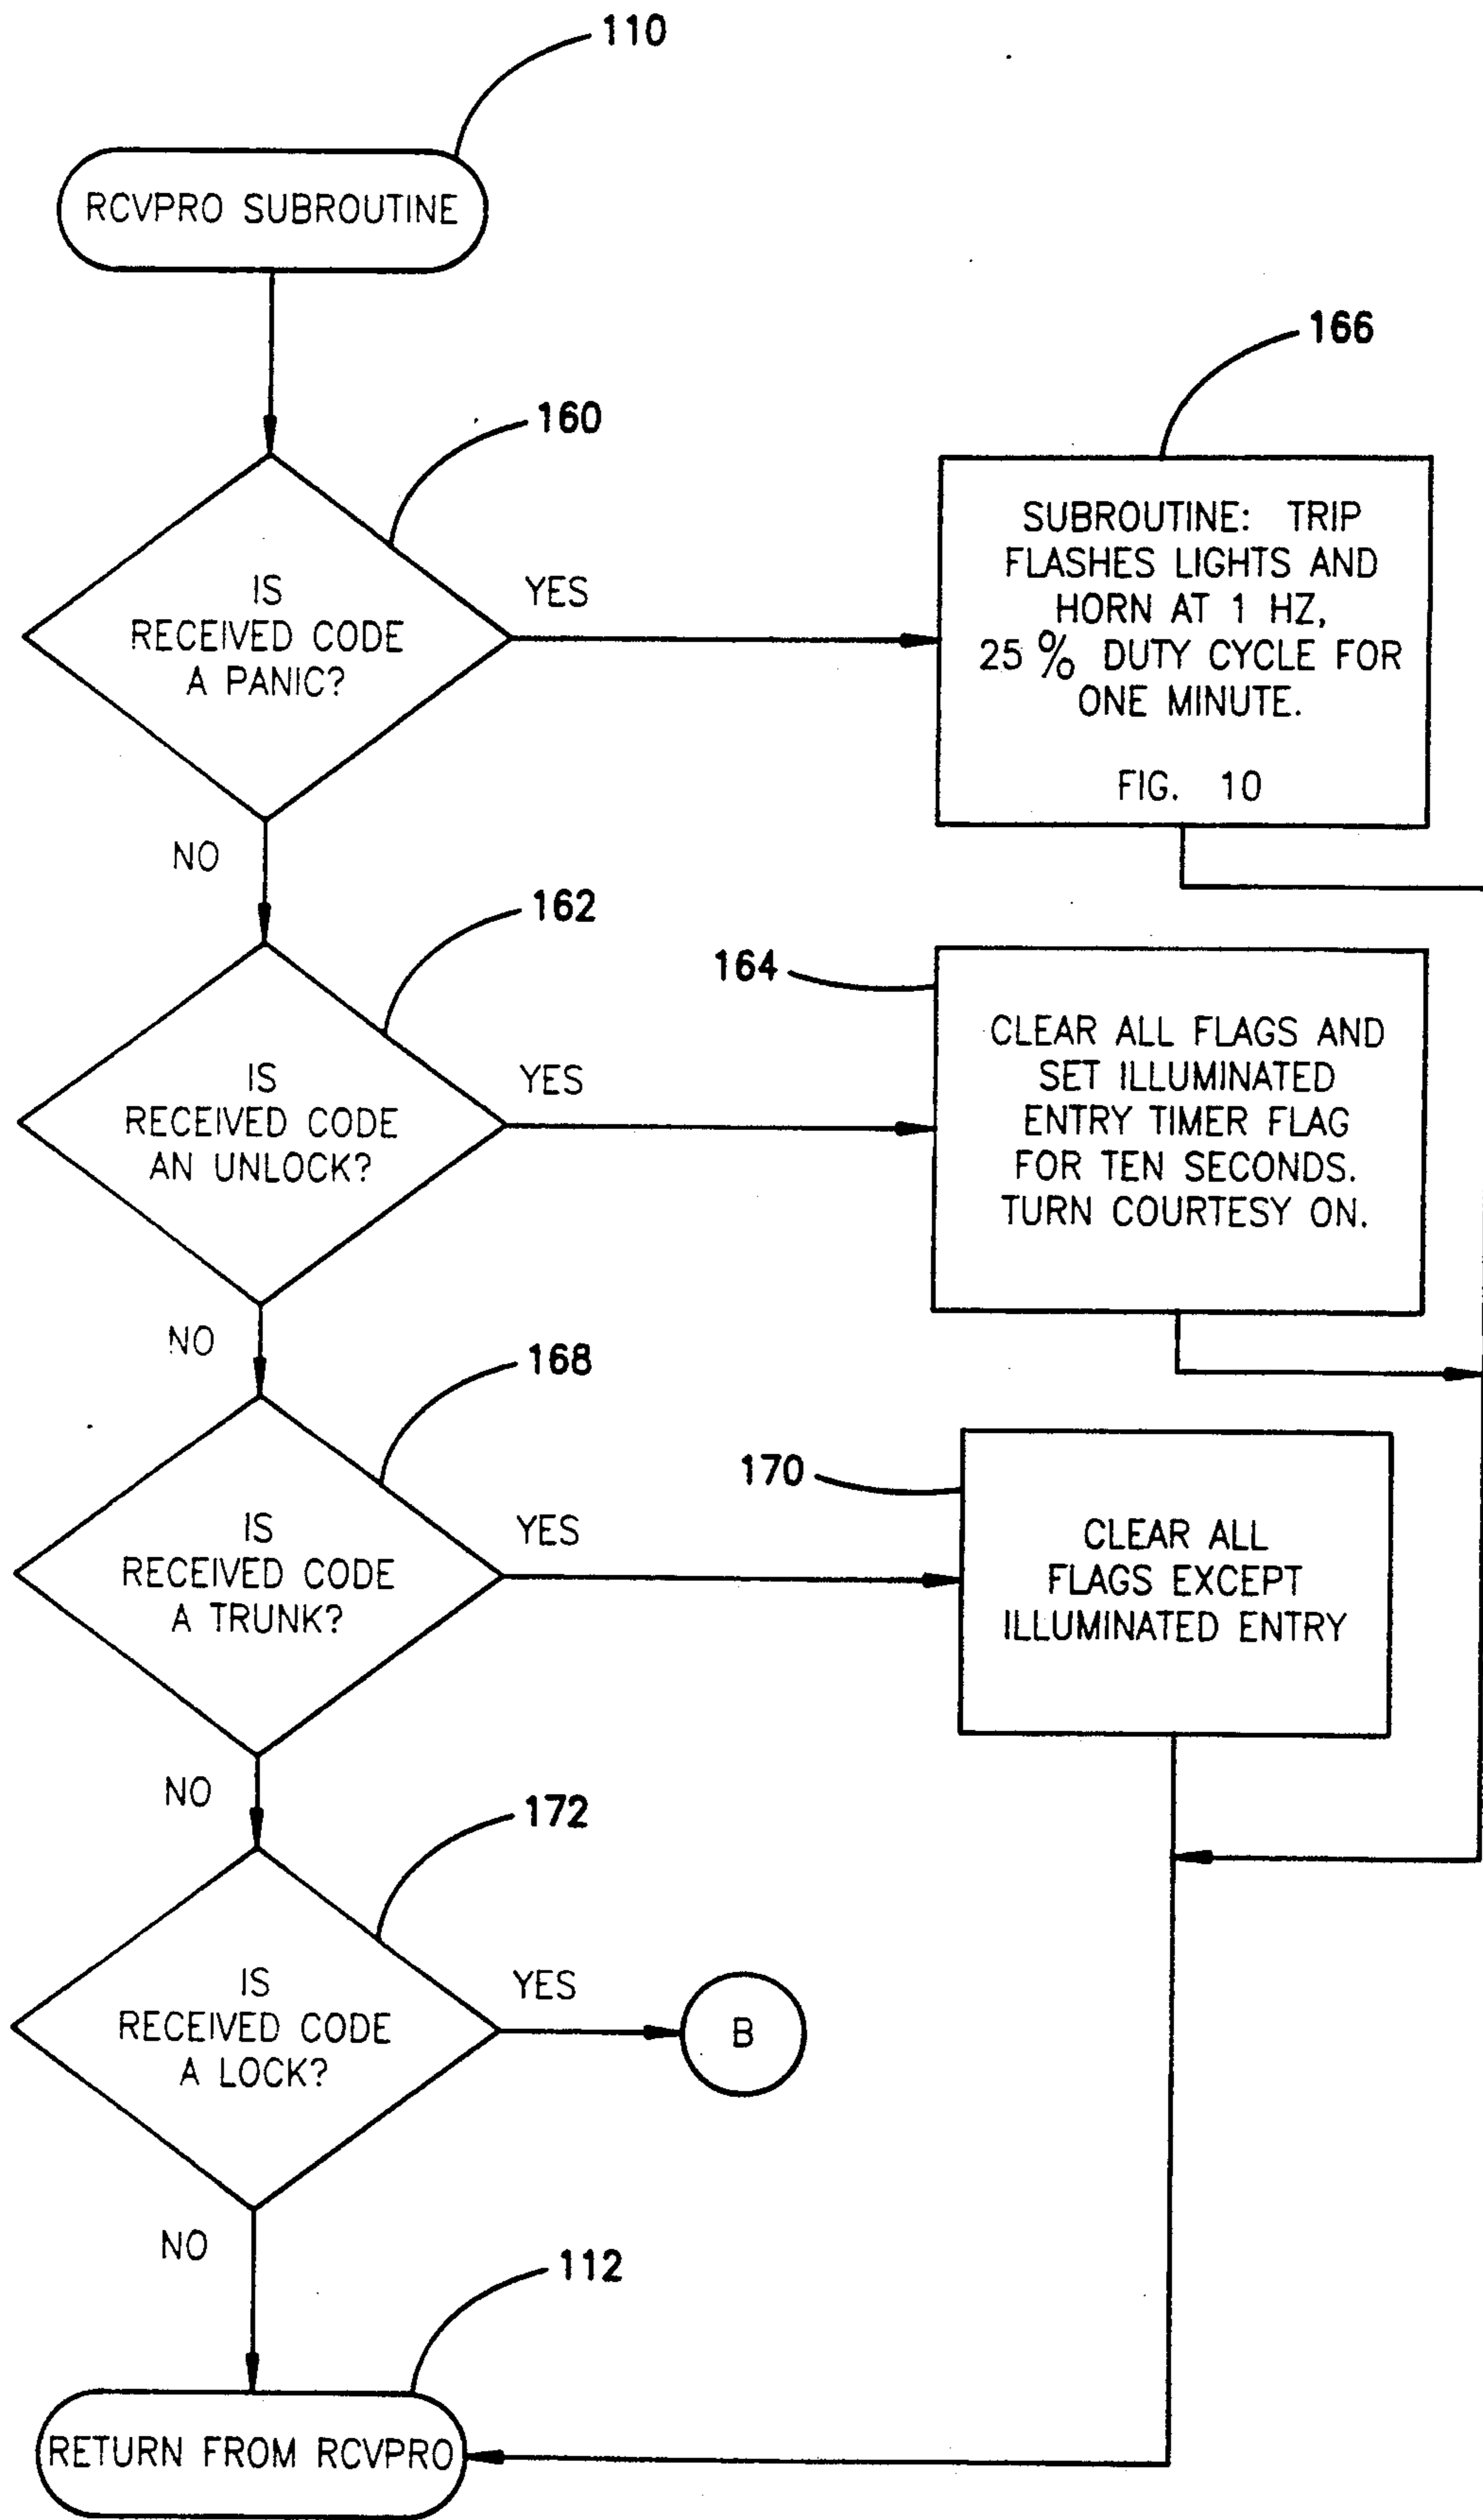 110
RCVPRO SUBROUTINE
160
IS
RECEIVED CODE
A PANIC?
YES
NO
166
SUBROUTINE: TRIP
FLASHES LIGHTS AND
HORN AT 1 HZ,
25 % DUTY CYCLE FOR
ONE MINUTE.
FIG. 10
162
IS
RECEIVED CODE
AN UNLOCK?
YES
NO
164
CLEAR ALL FLAGS AND
SET ILLUMINATED
ENTRY TIMER FLAG
FOR TEN SECONDS.
TURN COURTESY ON.
168
IS
RECEIVED CODE
A TRUNK?
YES
NO
170
CLEAR ALL
FLAGS EXCEPT
ILLUMINATED ENTRY
172
IS
RECEIVED CODE
A LOCK?
YES
B
NO
112
RETURN FROM RCVPRO